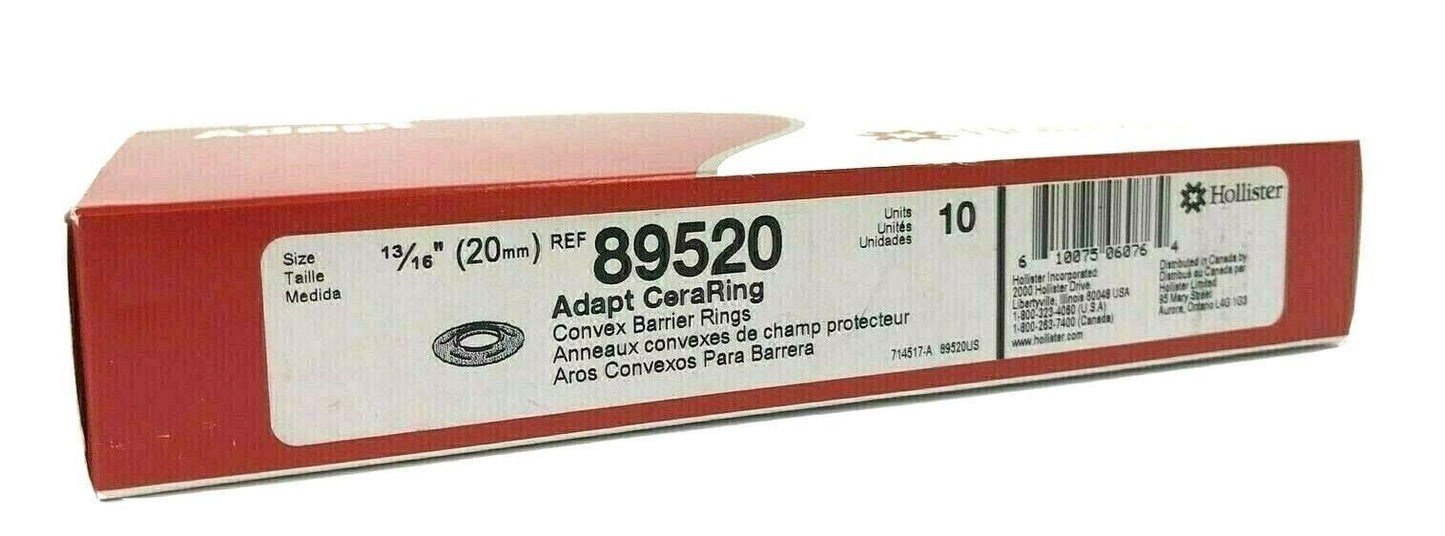 Adapt
Size
Taille
Medida
13/16" (20mm)
REF 89520
Adapt CeraRing
Convex Barrier Rings
Anneaux convexes de champ protecteur
Aros Convexos Para Barrera
Units
Unités
Unidades
10
714517-A 89520US
6 10075 06076 4
Hollister
Hollister Incorporated
2000 Hollister Drive
Libertyville, Illinois 60048 USA
1-800-323-4060 (U.S.A)
1-800-263-7400 (Canada)
www.hollister.com
Distributed in Canada by
Distribué au Canada par
Hollister Limited
95 Mary Street
Aurora, Ontario L4G 1G3